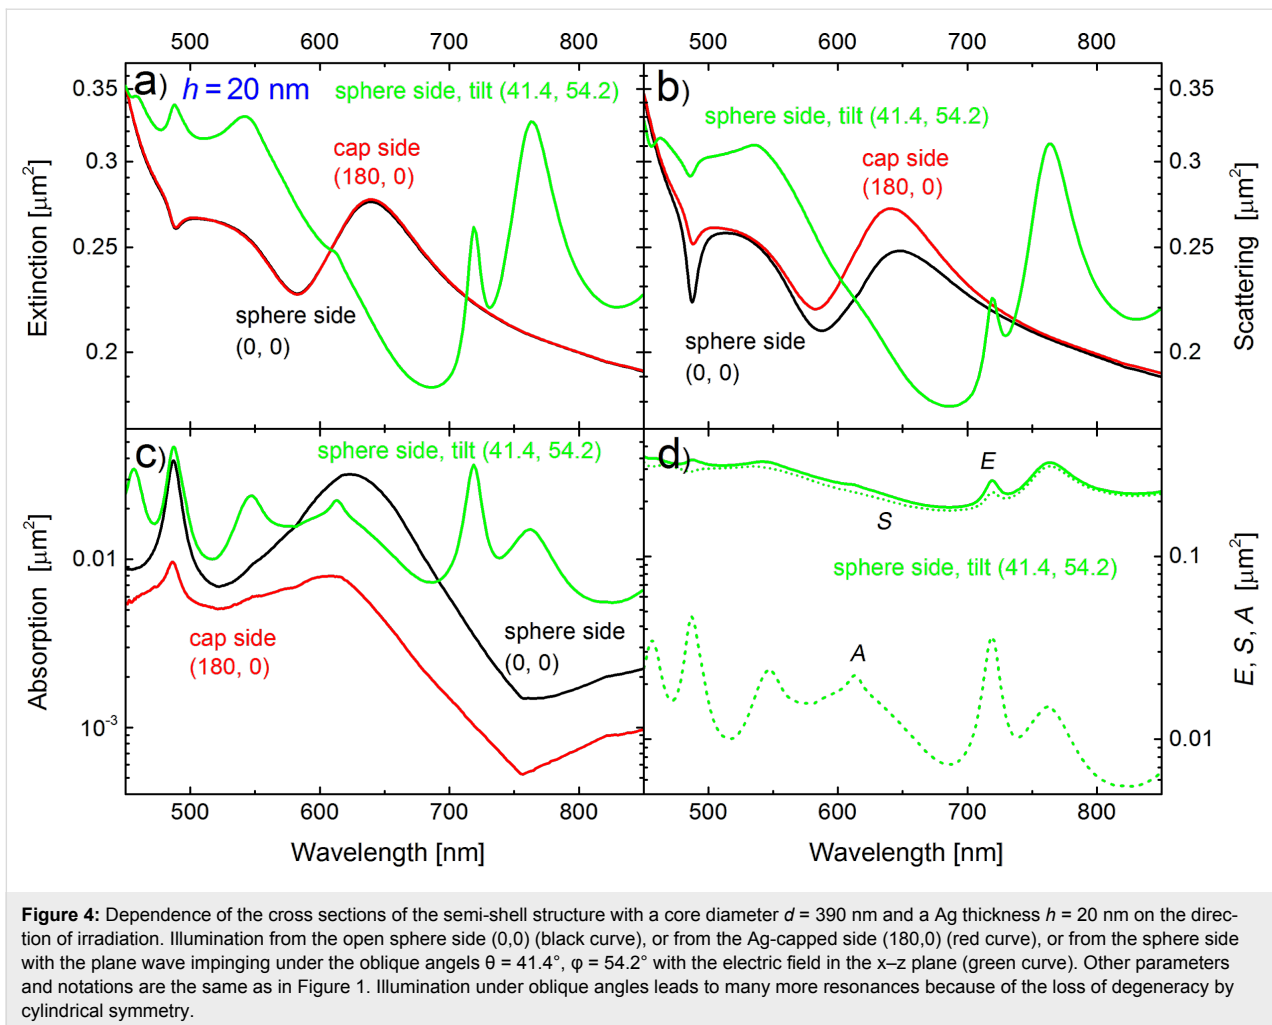 500 600 700 800 500 600 700 800
a) h = 20 nm
sphere side, tilt (41.4, 54.2)
cap side
(180, 0)
sphere side
(0, 0)
0.35
0.3
0.25
0.2
Extinction [μm²]
b)
sphere side, tilt (41.4, 54.2)
cap side
(180, 0)
sphere side
(0, 0)
0.35
0.3
0.25
0.2
Scattering [μm²]
c)
sphere side, tilt (41.4, 54.2)
cap side
(180, 0)
sphere side
(0, 0)
0.01
10⁻³
Absorption [μm²]
d)
E
S
sphere side, tilt (41.4, 54.2)
A
0.1
0.01
E, S, A [μm²]
500 600 700 800 500 600 700 800
Wavelength [nm] Wavelength [nm]
Figure 4: Dependence of the cross sections of the semi-shell structure with a core diameter d = 390 nm and a Ag thickness h = 20 nm on the direc-
tion of irradiation. Illumination from the open sphere side (0,0) (black curve), or from the Ag-capped side (180,0) (red curve), or from the sphere side
with the plane wave impinging under the oblique angels θ = 41.4°, φ = 54.2° with the electric field in the x–z plane (green curve). Other parameters
and notations are the same as in Figure 1. Illumination under oblique angles leads to many more resonances because of the loss of degeneracy by
cylindrical symmetry.